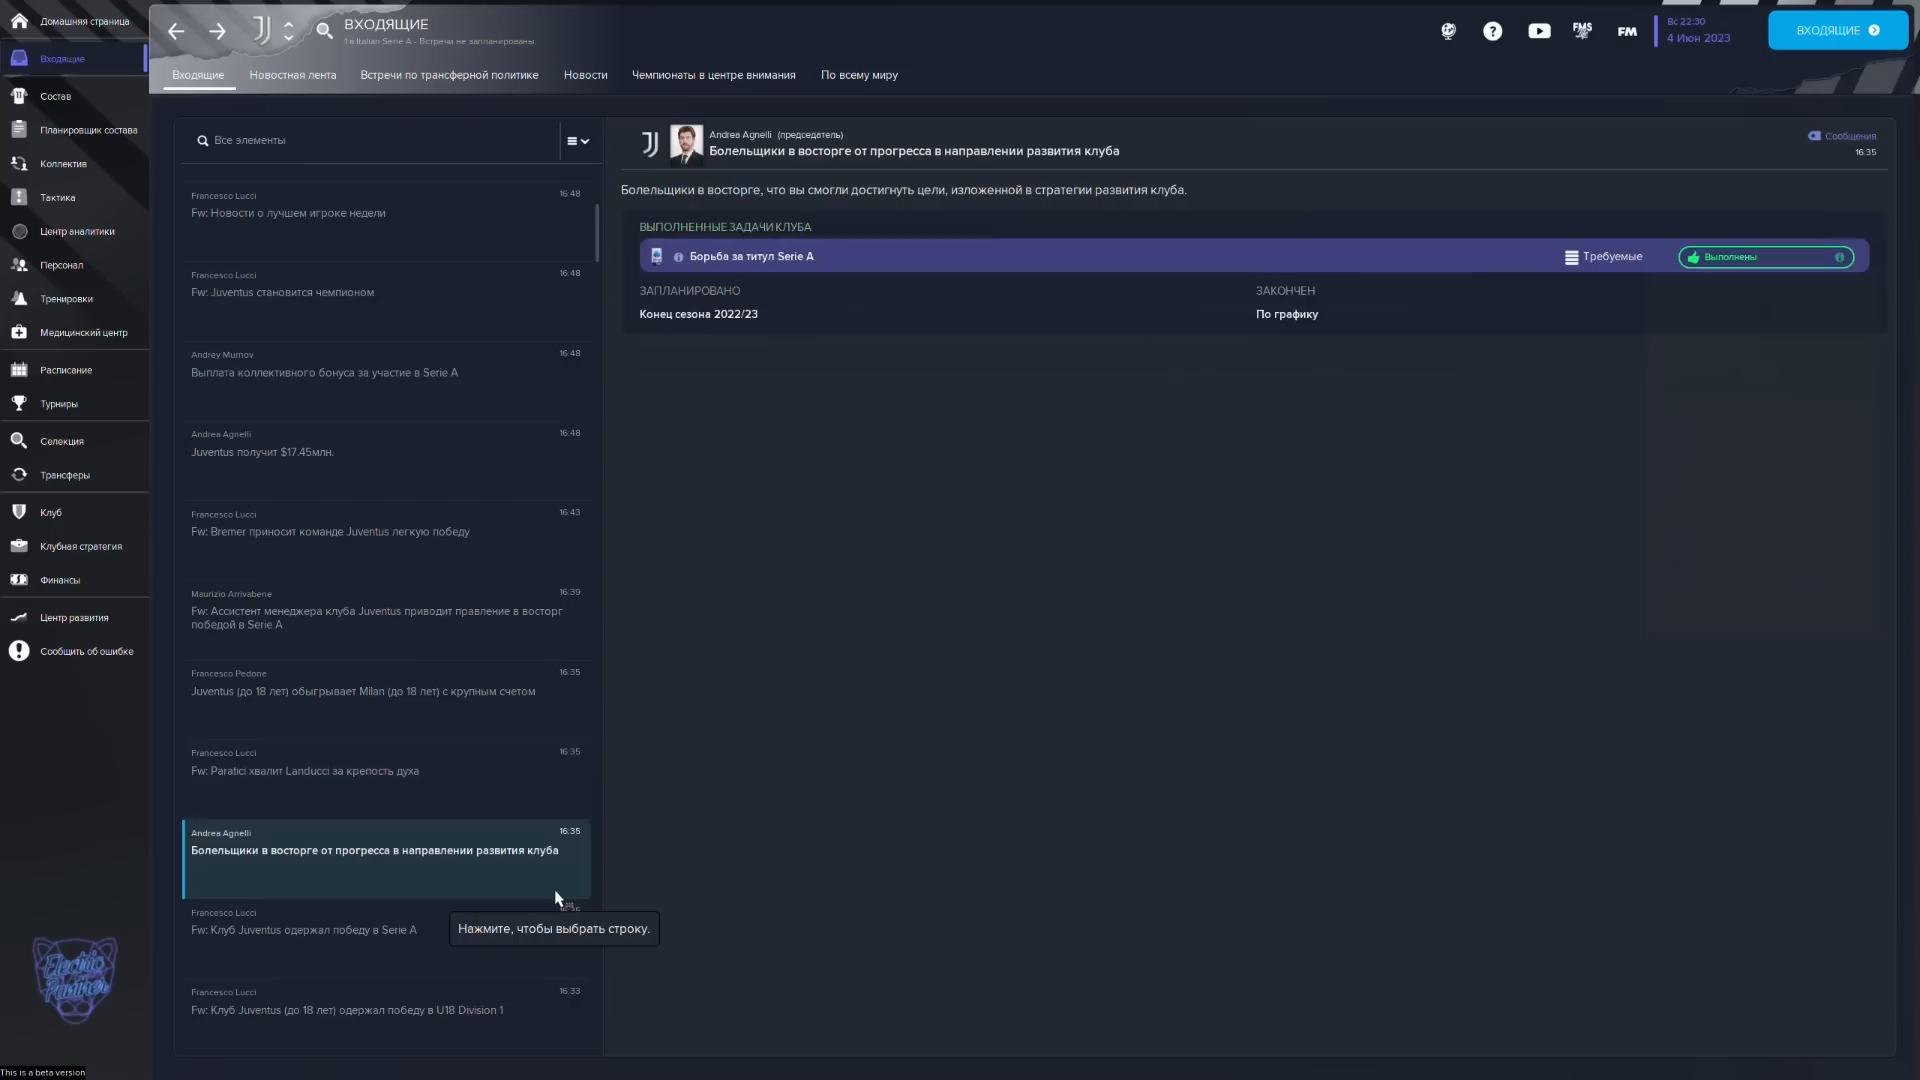 Домашняя страница
Входящие
Состав
Планировщик состава
Коллектив
Тактика
Центр аналитики
Персонал
Тренировки
Медицинский центр
Расписание
Турниры
Селекция
Трансферы
Клуб
Клубная стратегия
Финансы
Центр развития
Сообщить об ошибке
Electric
Panther
This is a beta version
ВХОДЯЩИЕ
1 в Italian Serie A - Встречи не запланированы.
FMS
FM
Вс 22:30
4 Июн 2023
ВХОДЯЩИЕ
Входящие
Новостная лента
Встречи по трансферной политике
Новости
Чемпионаты в центре внимания
По всему миру
Все элементы
Francesco Lucci 16:48
Fw: Новости о лучшем игроке недели
Francesco Lucci 16:48
Fw: Juventus становится чемпионом
Andrey Murnov 16:48
Выплата коллективного бонуса за участие в Serie A
Andrea Agnelli 16:48
Juventus получит $17.45млн.
Francesco Lucci 16:43
Fw: Bremer приносит команде Juventus легкую победу
Maurizio Arrivabene 16:39
Fw: Ассистент менеджера клуба Juventus приводит правление в восторг
победой в Serie A
Francesco Pedone 16:35
Juventus (до 18 лет) обыгрывает Milan (до 18 лет) с крупным счетом
Francesco Lucci 16:35
Fw: Paratici хвалит Landucci за крепость духа
Andrea Agnelli 16:35
Болельщики в восторге от прогресса в направлении развития клуба
Francesco Lucci
Fw: Клуб Juventus одержал победу в Serie A
Нажмите, чтобы выбрать строку.
Francesco Lucci 16:33
Fw: Клуб Juventus (до 18 лет) одержал победу в U18 Division 1
Andrea Agnelli (председатель)
Болельщики в восторге от прогресса в направлении развития клуба
Сообщения
16:35
Болельщики в восторге, что вы смогли достигнуть цели, изложенной в стратегии развития клуба.
ВЫПОЛНЕННЫЕ ЗАДАЧИ КЛУБА
Борьба за титул Serie A
Требуемые
Выполнены
ЗАПЛАНИРОВАНО
ЗАКОНЧЕН
Конец сезона 2022/23
По графику